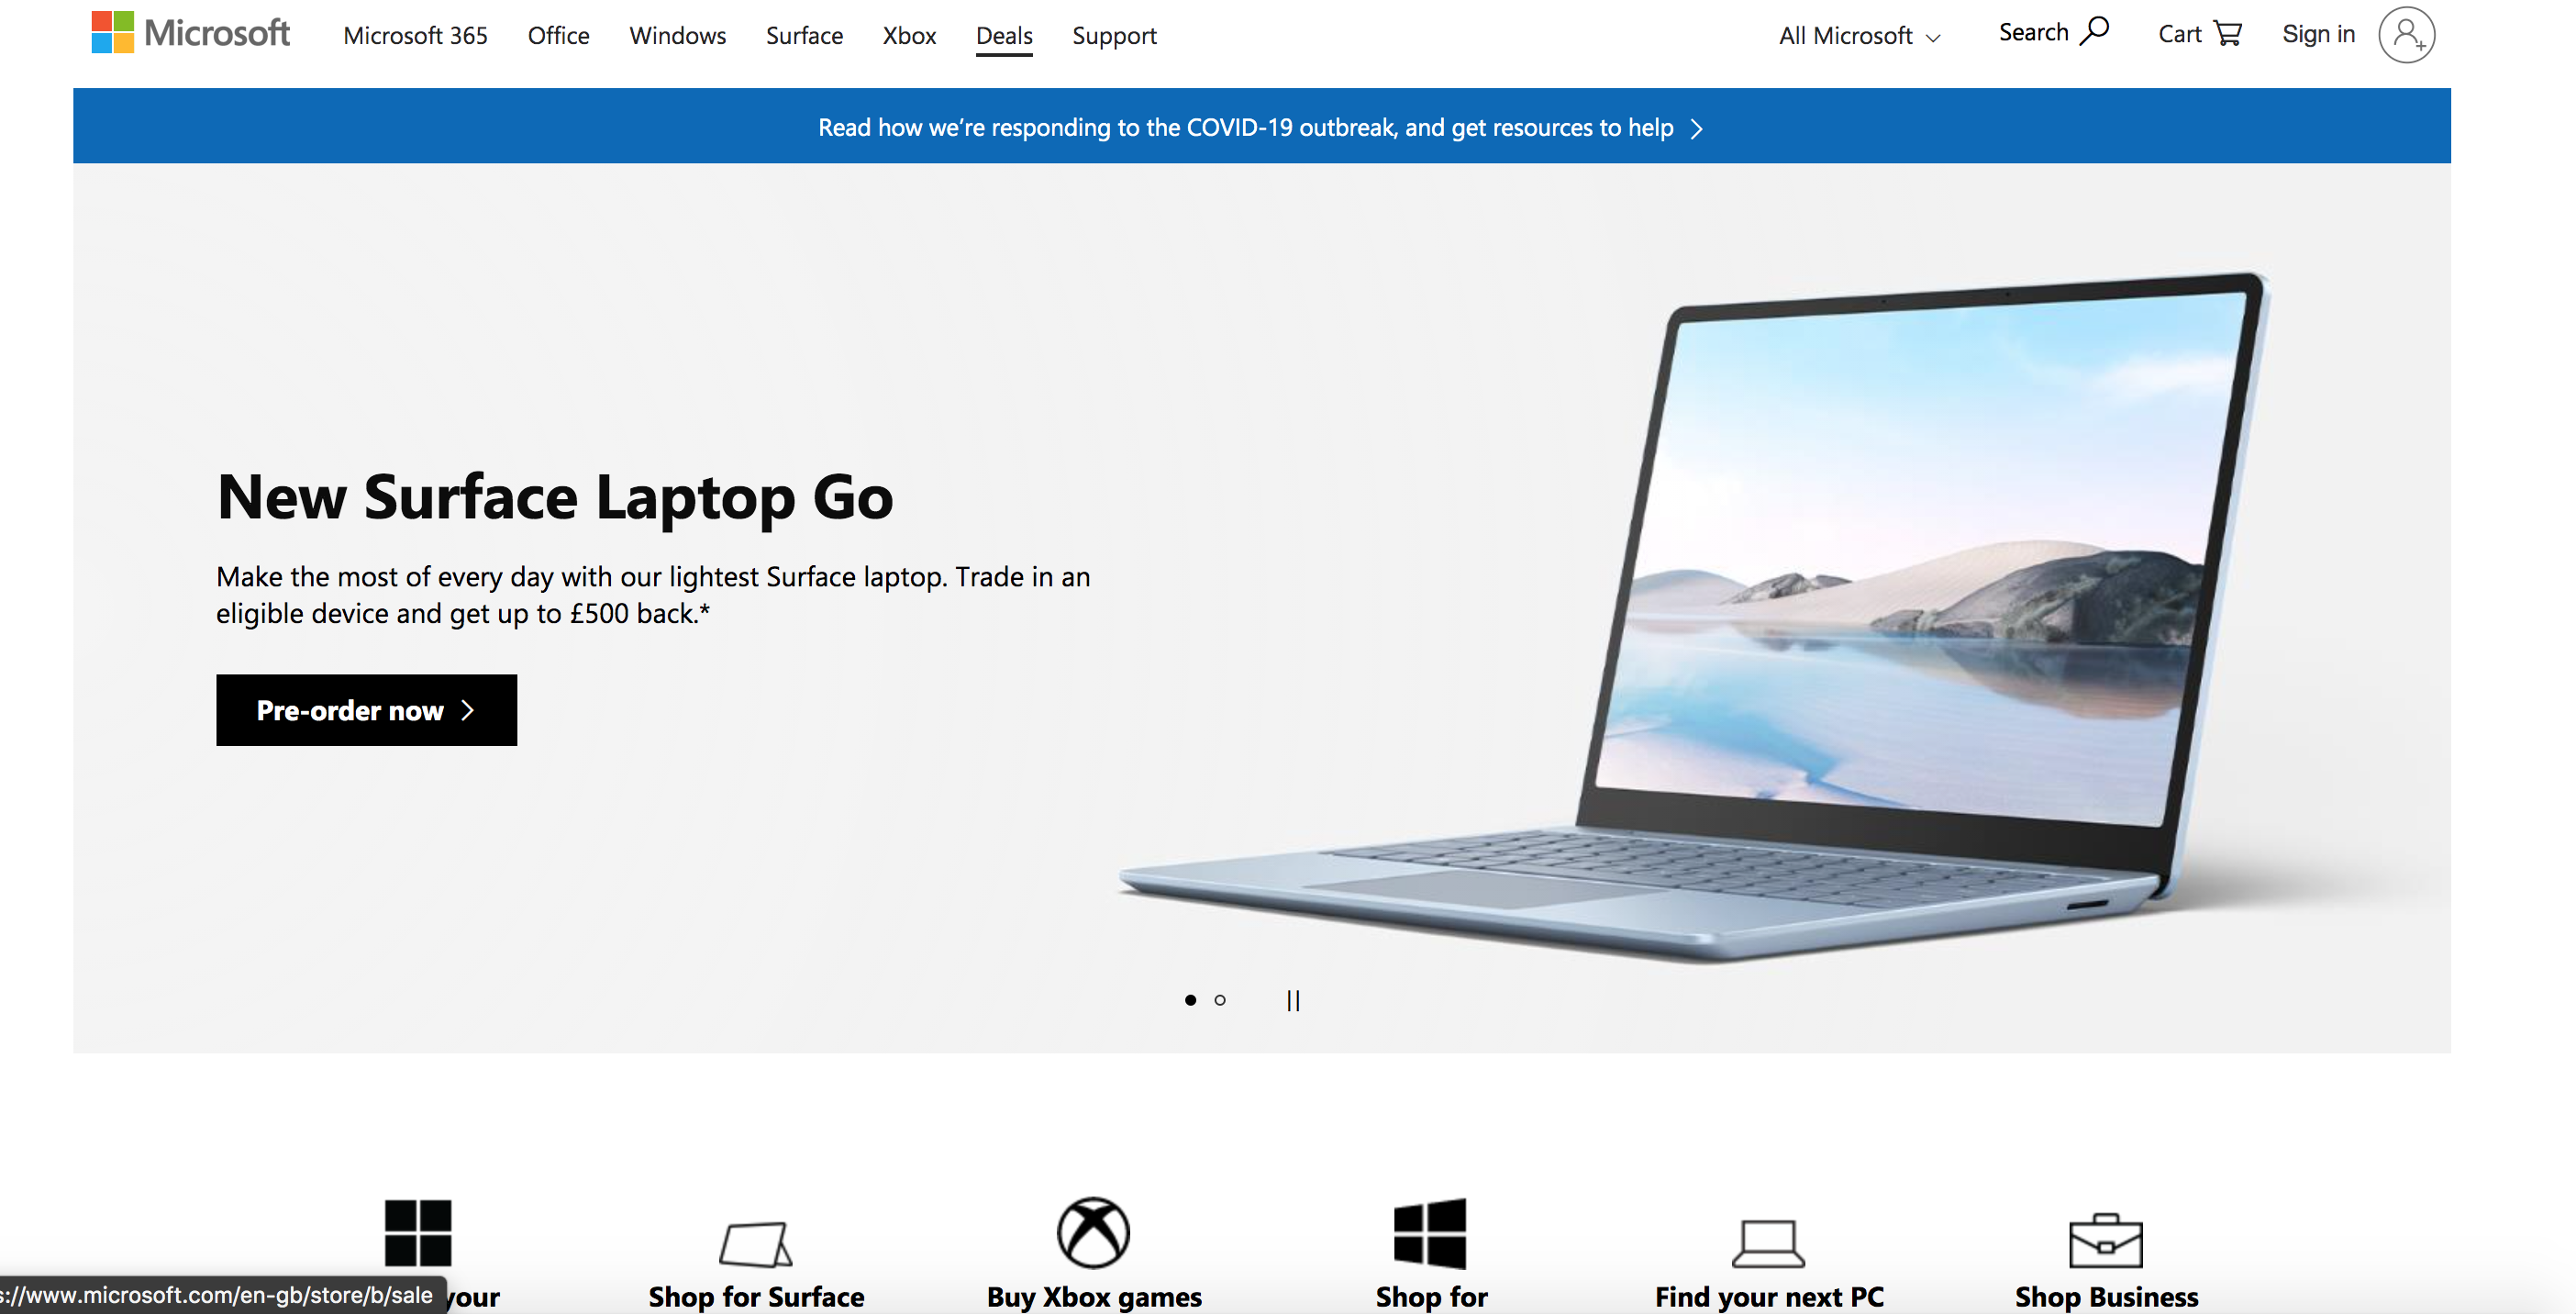 Microsoft Microsoft 365 Office Windows Surface Xbox Deals Support All Microsoft Search Cart Sign in
Read how we're responding to the COVID-19 outbreak, and get resources to help
New Surface Laptop Go
Make the most of every day with our lightest Surface laptop. Trade in an
eligible device and get up to £500 back.*
Pre-order now
s://www.microsoft.com/en-gb/store/b/sale your Shop for Surface Buy Xbox games Shop for Find your next PC Shop Business